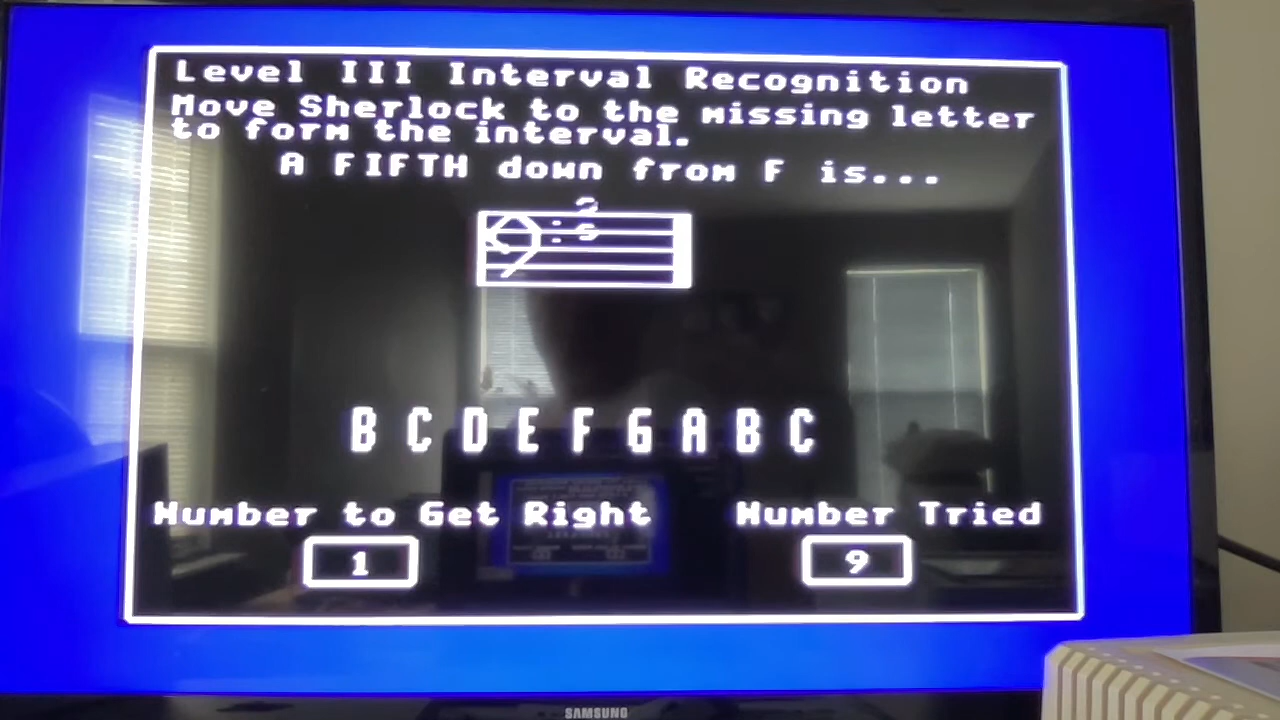 Level III Interval Recognition
Move Sherlock to the missing letter
to form the interval.
A FIFTH down from F is...
B C D E F G A B C
Number to Get Right
Number Tried
1
9
SAMSUNG